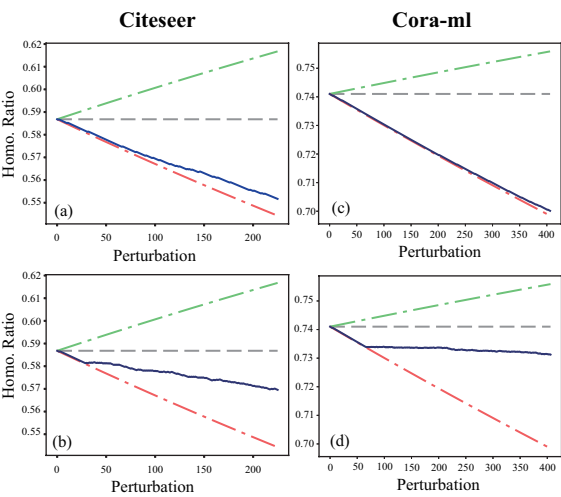 Citeseer
Cora-ml
Homo. Ratio
0.62
0.61
0.60
0.59
0.58
0.57
0.56
0.55
(a)
0 50 100 150 200
Perturbation
0.75
0.74
0.73
0.72
0.71
0.70
(c)
0 50 100 150 200 250 300 350 400
Perturbation
Homo. Ratio
0.62
0.61
0.60
0.59
0.58
0.57
0.56
0.55
(b)
0 50 100 150 200
Perturbation
0.75
0.74
0.73
0.72
0.71
0.70
(d)
0 50 100 150 200 250 300 350 400
Perturbation